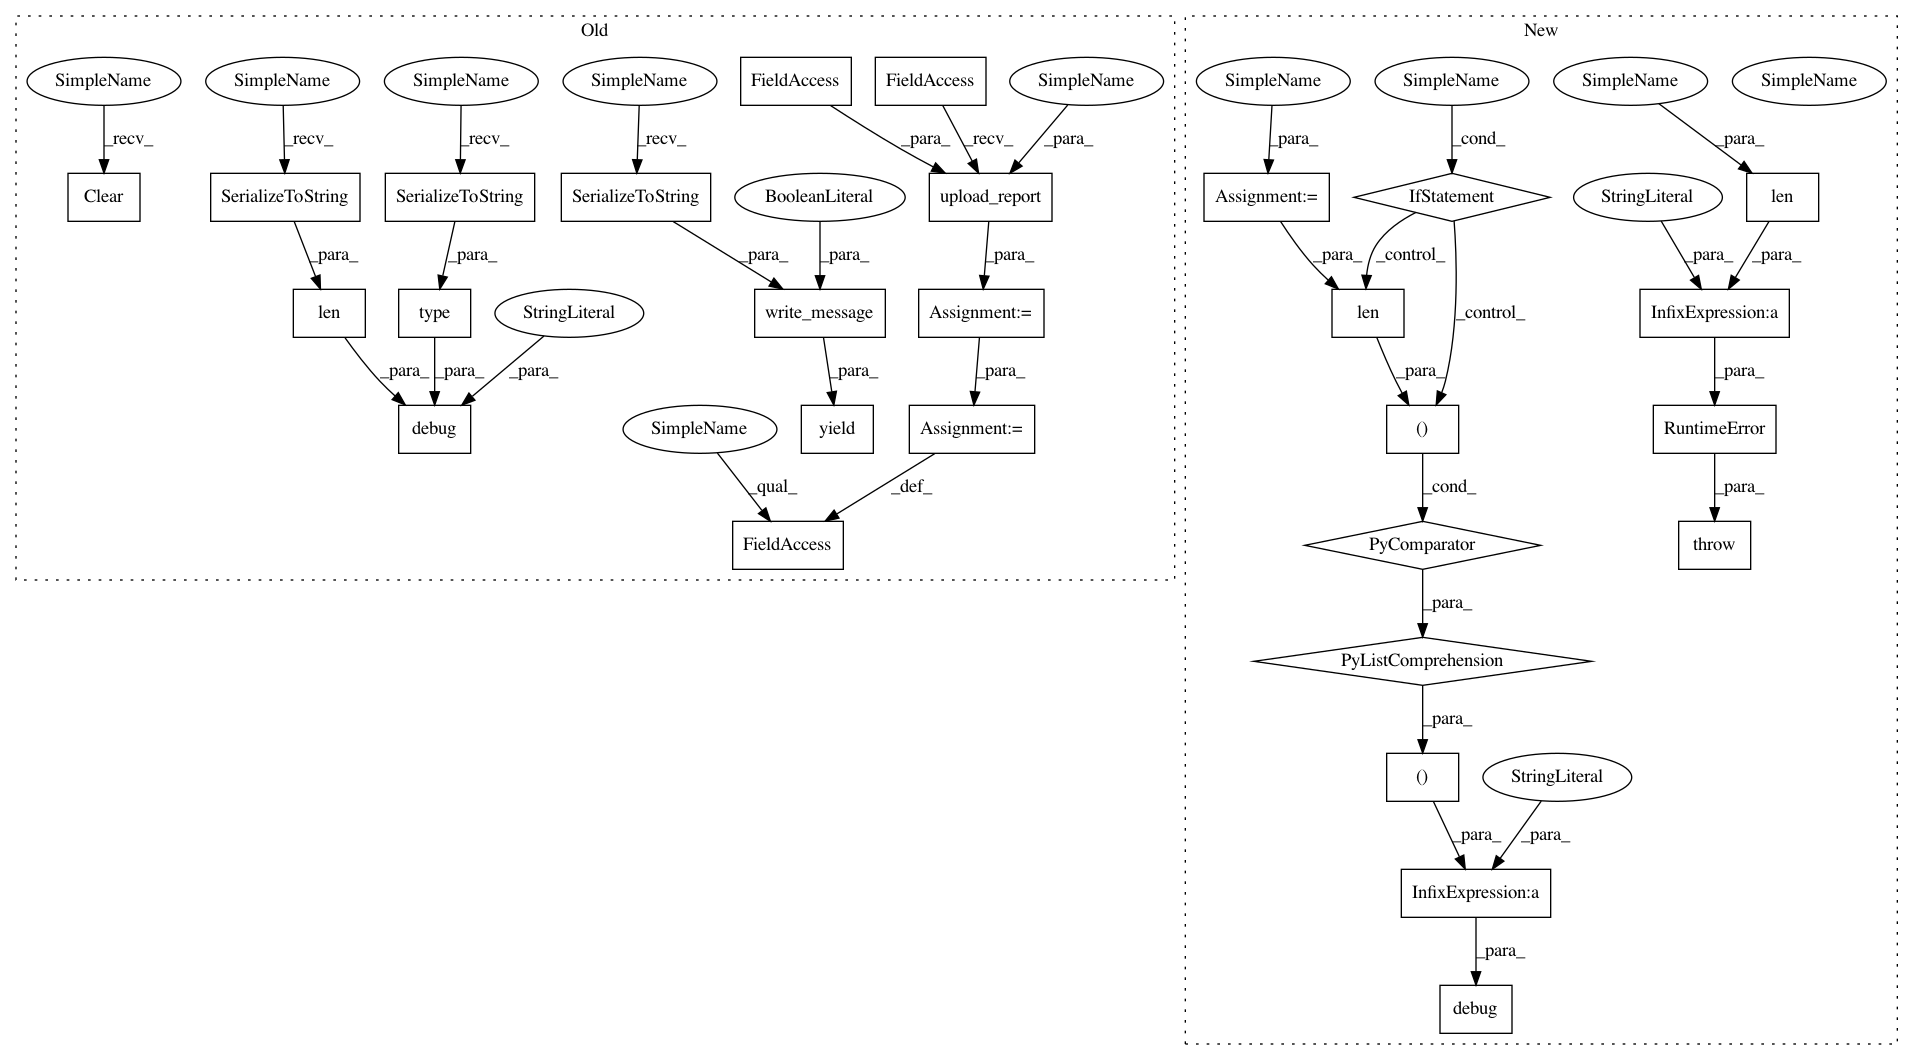 Old
New
SimpleName
SimpleName
SimpleName
SimpleName
FieldAccess
FieldAccess
SimpleName
SimpleName
SimpleName
SimpleName
SimpleName
_recv_
_recv_
_recv_
_recv_
_para_
_recv_
_para_
_para_
_cond_
_para_
Clear
SerializeToString
SerializeToString
SerializeToString
BooleanLiteral
upload_report
Assignment:=
IfStatement
StringLiteral
len
_para_
_para_
_para_
_para_
_para_
_para_
_control_
_para_
_para_
len
type
StringLiteral
write_message
Assignment:=
len
_control_
InfixExpression:a
_para_
_para_
_para_
_para_
_para_
_para_
_para_
debug
SimpleName
yield
Assignment:=
()
RuntimeError
_qual_
_def_
_cond_
_para_
FieldAccess
PyComparator
throw
_para_
PyListComprehension
_para_
()
StringLiteral
_para_
_para_
InfixExpression:a
_para_
debug